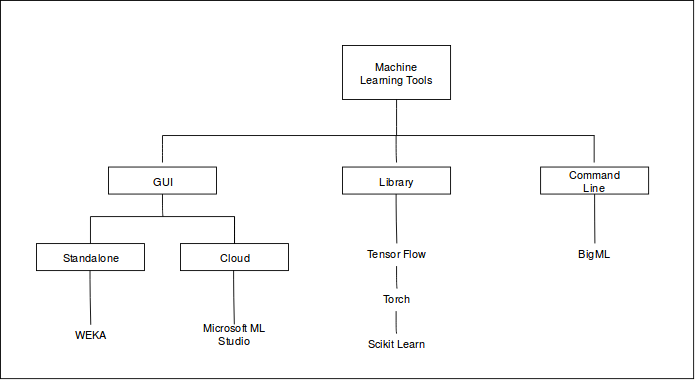 Machine
Learning Tools
GUI
Library
Command
Line
Standalone
Cloud
Tensor Flow
BigML
Torch
WEKA
Microsoft ML
Studio
Scikit Learn